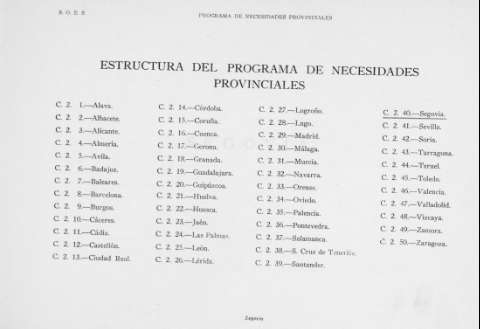 S. O. E. P.
PROGRAMA DE NECESIDADES PROVINCIALES
ESTRUCTURA DEL PROGRAMA DE NECESIDADES
PROVINCIALES
C. 2. 1.—Alava.
C. 2. 2.—Albacete.
C. 2. 3.—Alicante.
C. 2. 4.—Almería.
C. 2. 5.—Avila.
C. 2. 6.—Badajoz.
C. 2. 7.—Baleares.
C. 2. 8.—Barcelona.
C. 2. 9.—Burgos.
C. 2. 10.—Cáceres.
C. 2. 11.—Cádiz.
C. 2. 12.—Castellón.
C. 2. 13.—Ciudad Real.
C. 2. 14.—Córdoba.
C. 2. 15.—Coruña.
C. 2. 16.—Cuenca.
C. 2. 17.—Gerona.
C. 2. 18.—Granada.
C. 2. 19.—Guadalajara.
C. 2. 20.—Guipúzcoa.
C. 2. 21.—Huelva.
C. 2. 22.—Huesca.
C. 2. 23.—Jaén.
C. 2. 24.—Las Palmas.
C. 2. 25.—León.
C. 2. 26.—Lérida.
C. 2. 27.—Logroño.
C. 2. 28.—Lugo.
C. 2. 29.—Madrid.
C. 2. 30.—Málaga.
C. 2. 31.—Murcia.
C. 2. 32.—Navarra.
C. 2. 33.—Orense.
C. 2. 34.—Oviedo.
C. 2. 35.—Palencia.
C. 2. 36.—Pontevedra.
C. 2. 37.—Salamanca.
C. 2. 38.—S. Cruz de Tenerife.
C. 2. 39.—Santander.
C. 2. 40.—Segovia.
C. 2. 41.—Sevilla.
C. 2. 42.—Soria.
C. 2. 43.—Tarragona.
C. 2. 44.—Teruel.
C. 2. 45.—Toledo.
C. 2. 46.—Valencia.
C. 2. 47.—Valladolid.
C. 2. 48.—Vizcaya.
C. 2. 49.—Zamora.
C. 2. 50.—Zaragoza.
Segovia